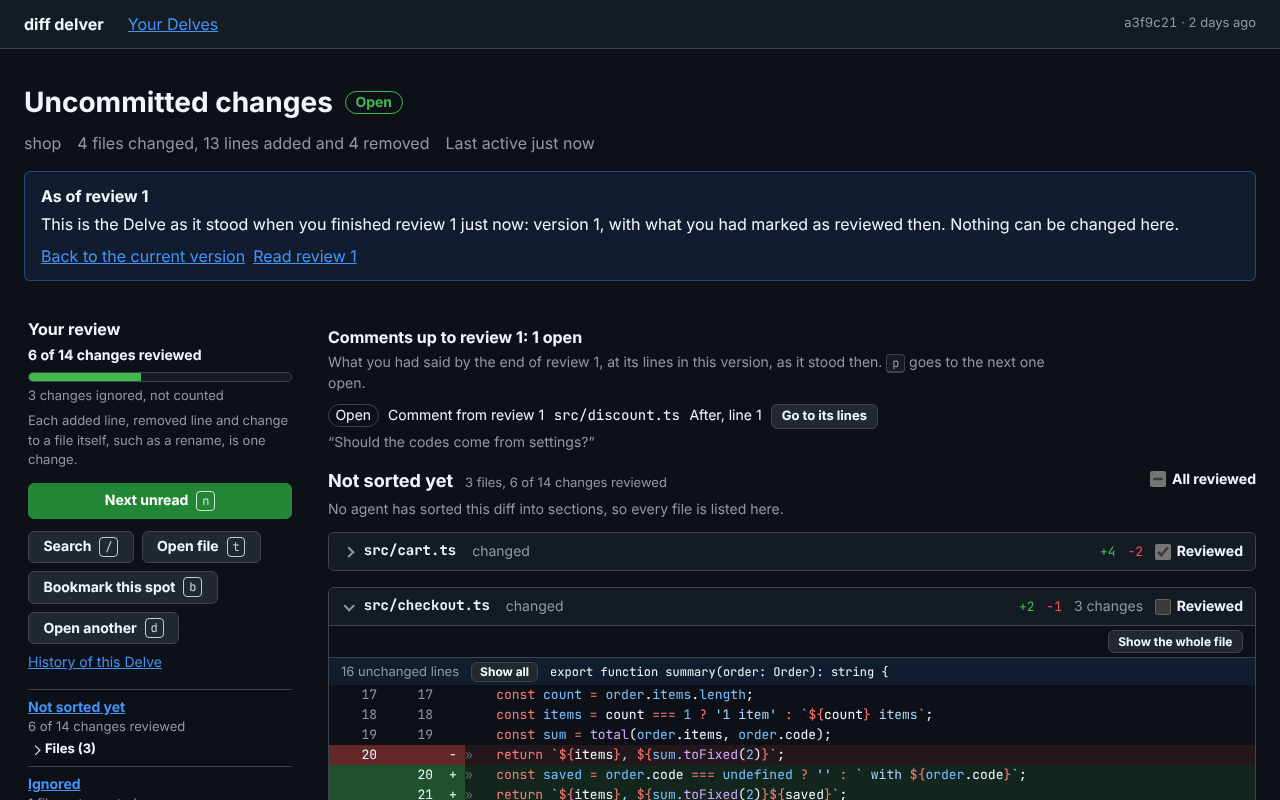 diff delver Your Delves a3f9c21 · 2 days ago
Uncommitted changes Open
shop 4 files changed, 13 lines added and 4 removed Last active just now
As of review 1
This is the Delve as it stood when you finished review 1 just now: version 1, with what you had marked as reviewed then. Nothing can be changed here.
Back to the current version Read review 1
Your review
6 of 14 changes reviewed
3 changes ignored, not counted
Each added line, removed line and change
to a file itself, such as a rename, is one
change.
Next unread n
Search / Open file t
Bookmark this spot b
Open another d
History of this Delve
Not sorted yet
6 of 14 changes reviewed
Files (3)
Ignored
Comments up to review 1: 1 open
What you had said by the end of review 1, at its lines in this version, as it stood then. p goes to the next one
open.
Open Comment from review 1 src/discount.ts After, line 1 Go to its lines
“Should the codes come from settings?”
Not sorted yet 3 files, 6 of 14 changes reviewed All reviewed
No agent has sorted this diff into sections, so every file is listed here.
src/cart.ts changed +4 -2 Reviewed
src/checkout.ts changed +2 -1 3 changes Reviewed
Show the whole file
16 unchanged lines Show all export function summary(order: Order): string {
17 17 const count = order.items.length;
18 18 const items = count === 1 ? '1 item' : `${count} items`;
19 19 const sum = total(order.items, order.code);
20 - » return `${items}, ${sum.toFixed(2)}`;
20 + » const saved = order.code === undefined ? '' : ` with ${order.code}`;
21 + » return `${items}, ${sum.toFixed(2)}${saved}`;